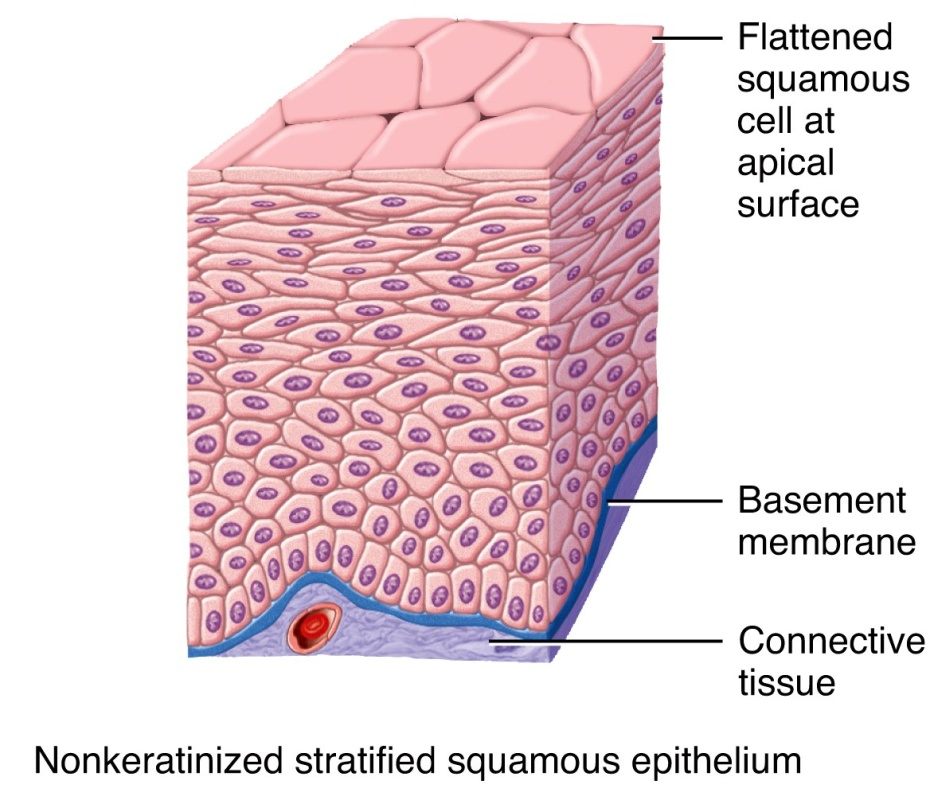 Flattened
squamous
cell at
apical
surface
Basement
membrane
Connective
tissue
Nonkeratinized stratified squamous epithelium